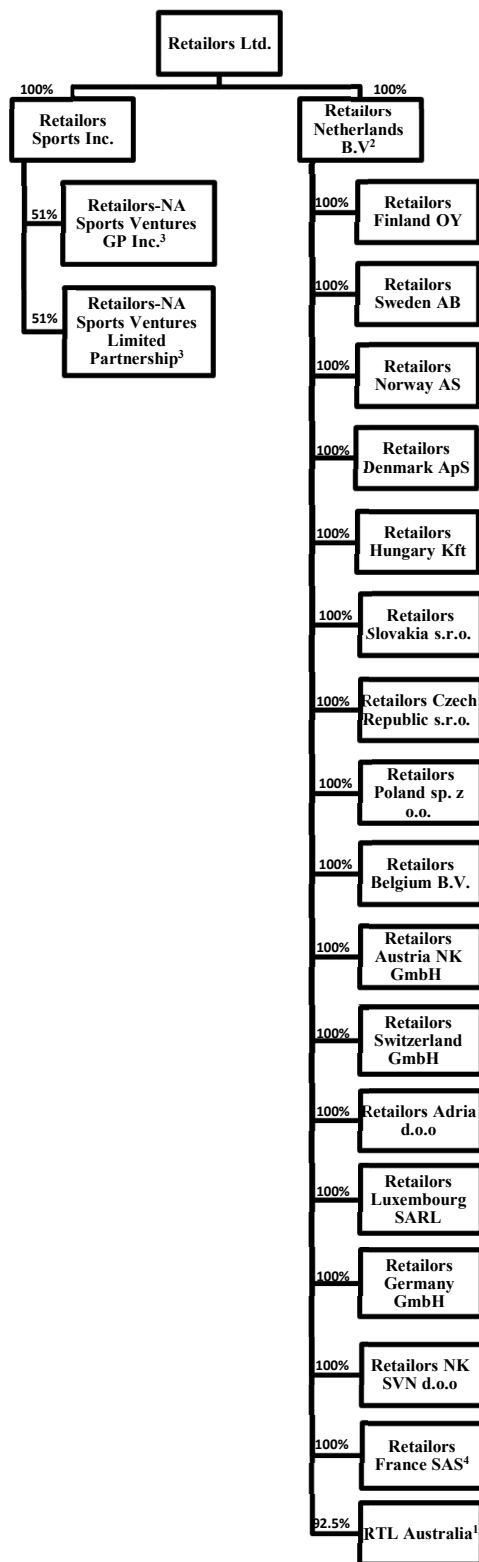 Retailors Ltd.
100%
100%
Retailors
Sports Inc.
Retailors
Netherlands
B.V²
51%
Retailors-NA
Sports Ventures
GP Inc.³
51%
Retailors-NA
Sports Ventures
Limited
Partnership³
100%
Retailors
Finland OY
100%
Retailors
Sweden AB
100%
Retailors
Norway AS
100%
Retailors
Denmark ApS
100%
Retailors
Hungary Kft
100%
Retailors
Slovakia s.r.o.
100%
Retailors Czech
Republic s.r.o.
100%
Retailors
Poland sp. z
o.o.
100%
Retailors
Belgium B.V.
100%
Retailors
Austria NK
GmbH
100%
Retailors
Switzerland
GmbH
100%
Retailors Adria
d.o.o
100%
Retailors
Luxembourg
SARL
100%
Retailors
Germany
GmbH
100%
Retailors NK
SVN d.o.o
100%
Retailors
France SAS⁴
92.5%
RTL Australia¹